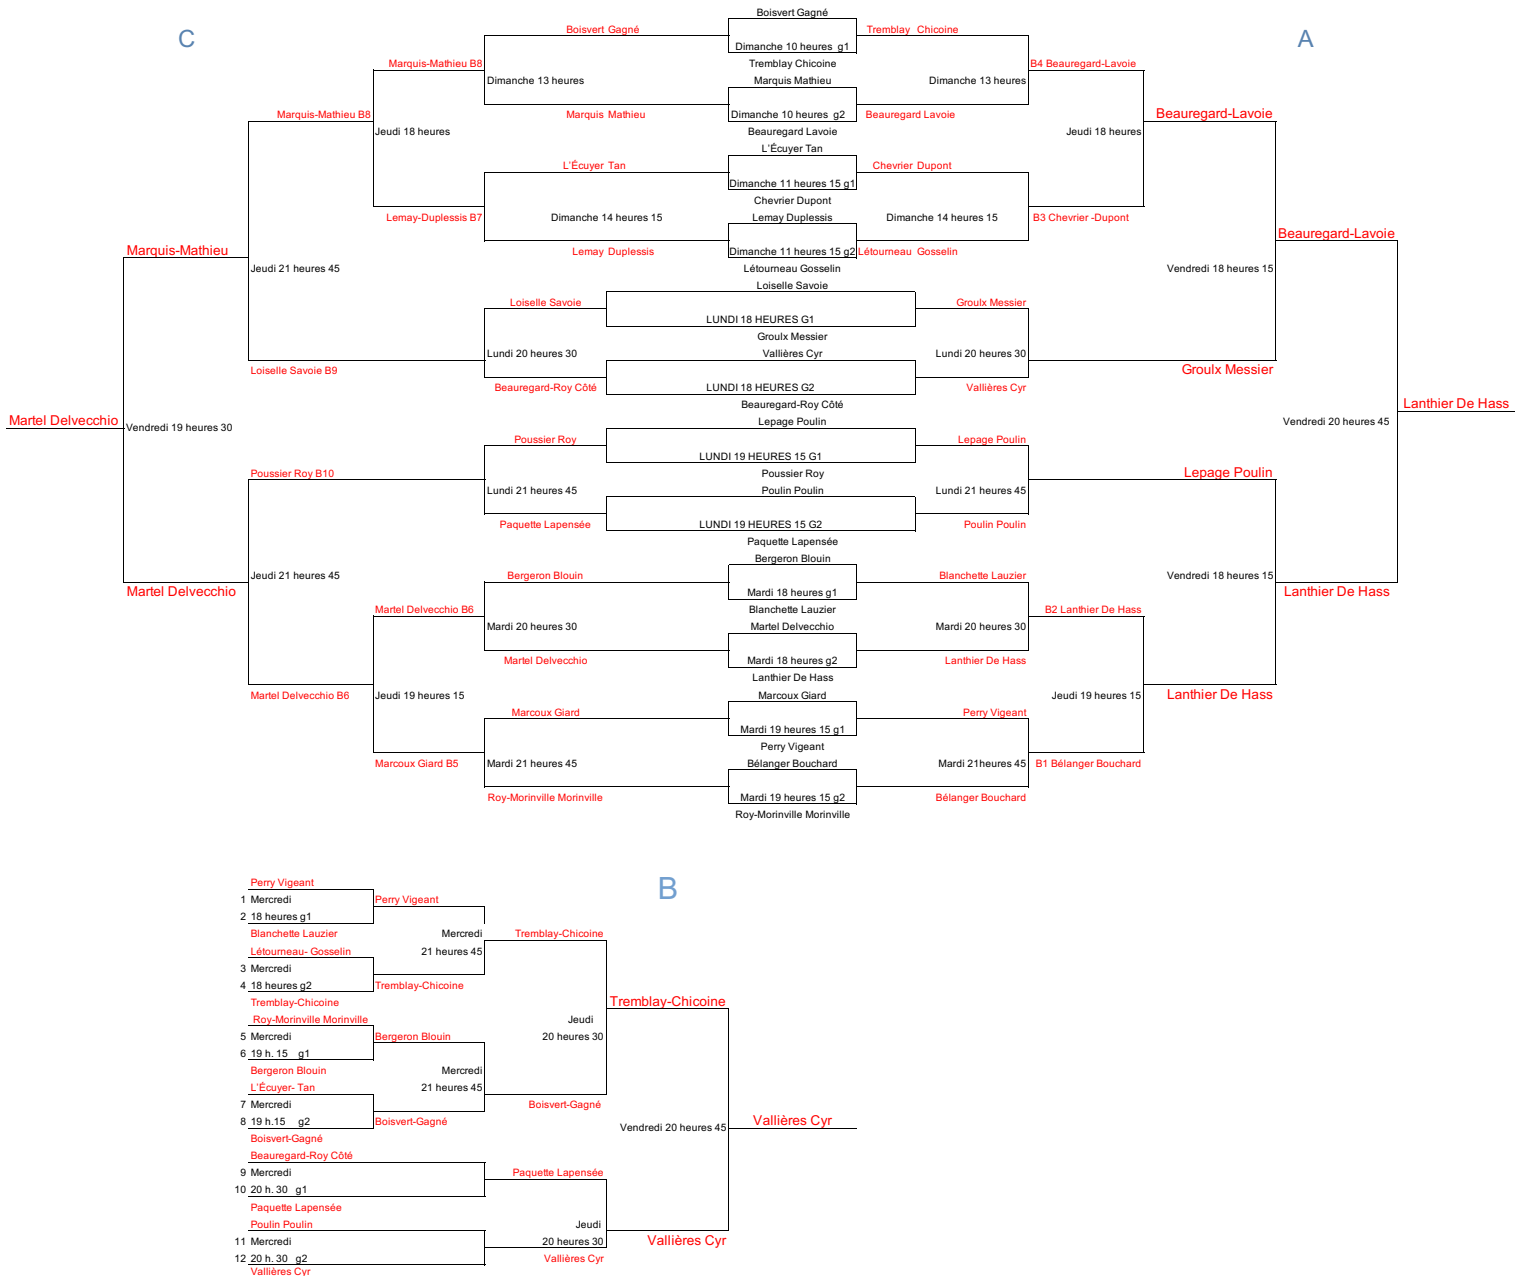 Boisvert Gagné
C
Boisvert Gagné
Tremblay Chicoine
A
Dimanche 10 heures g1
Marquis-Mathieu B8
Tremblay Chicoine
B4 Beauregard-Lavoie
Dimanche 13 heures
Marquis Mathieu
Dimanche 13 heures
Marquis-Mathieu B8
Marquis Mathieu
Dimanche 10 heures g2
Beauregard Lavoie
Beauregard-Lavoie
Jeudi 18 heures
Beauregard Lavoie
Jeudi 18 heures
L'Écuyer Tan
L'Écuyer Tan
Chevrier Dupont
Dimanche 11 heures 15 g1
Chevrier Dupont
Lemay-Duplessis B7
Dimanche 14 heures 15
Lemay Duplessis
Dimanche 14 heures 15
B3 Chevrier -Dupont
Beauregard-Lavoie
Marquis-Mathieu
Lemay Duplessis
Dimanche 11 heures 15 g2
Létourneau Gosselin
Jeudi 21 heures 45
Létourneau Gosselin
Vendredi 18 heures 15
Loiselle Savoie
Loiselle Savoie
Groulx Messier
LUNDI 18 HEURES G1
Groulx Messier
Lundi 20 heures 30
Vallières Cyr
Lundi 20 heures 30
Loiselle Savoie B9
Groulx Messier
Beauregard-Roy Côté
LUNDI 18 HEURES G2
Vallières Cyr
Beauregard-Roy Côté
Lanthier De Hass
Martel Delvecchio
Vendredi 19 heures 30
Lepage Poulin
Vendredi 20 heures 45
Poussier Roy
Lepage Poulin
LUNDI 19 HEURES 15 G1
Poussier Roy B10
Poussier Roy
Lepage Poulin
Lundi 21 heures 45
Poulin Poulin
Lundi 21 heures 45
Paquette Lapensée
LUNDI 19 HEURES 15 G2
Poulin Poulin
Paquette Lapensée
Bergeron Blouin
Jeudi 21 heures 45
Bergeron Blouin
Blanchette Lauzier
Vendredi 18 heures 15
Martel Delvecchio
Mardi 18 heures g1
Lanthier De Hass
Martel Delvecchio B6
Blanchette Lauzier
B2 Lanthier De Hass
Mardi 20 heures 30
Martel Delvecchio
Mardi 20 heures 30
Martel Delvecchio
Mardi 18 heures g2
Lanthier De Hass
Lanthier De Hass
Martel Delvecchio B6
Jeudi 19 heures 15
Marcoux Giard
Jeudi 19 heures 15
Lanthier De Hass
Marcoux Giard
Perry Vigeant
Mardi 19 heures 15 g1
Perry Vigeant
Marcoux Giard B5
Mardi 21 heures 45
Bélanger Bouchard
Mardi 21heures 45
B1 Bélanger Bouchard
Roy-Morinville Morinville
Mardi 19 heures 15 g2
Bélanger Bouchard
Roy-Morinville Morinville
B
Perry Vigeant
1 Mercredi
Perry Vigeant
2 18 heures g1
Blanchette Lauzier
Mercredi
Tremblay-Chicoine
Létourneau- Gosselin
21 heures 45
3 Mercredi
4 18 heures g2
Tremblay-Chicoine
Tremblay-Chicoine
Tremblay-Chicoine
Roy-Morinville Morinville
Jeudi
5 Mercredi
Bergeron Blouin
20 heures 30
6 19 h. 15 g1
Bergeron Blouin
Mercredi
L'Écuyer- Tan
21 heures 45
7 Mercredi
Boisvert-Gagné
8 19 h.15 g2
Boisvert-Gagné
Vendredi 20 heures 45
Vallières Cyr
Boisvert-Gagné
Beauregard-Roy Côté
9 Mercredi
Paquette Lapensée
10 20 h. 30 g1
Paquette Lapensée
Poulin Poulin
Jeudi
11 Mercredi
20 heures 30
Vallières Cyr
12 20 h. 30 g2
Vallières Cyr
Vallières Cyr